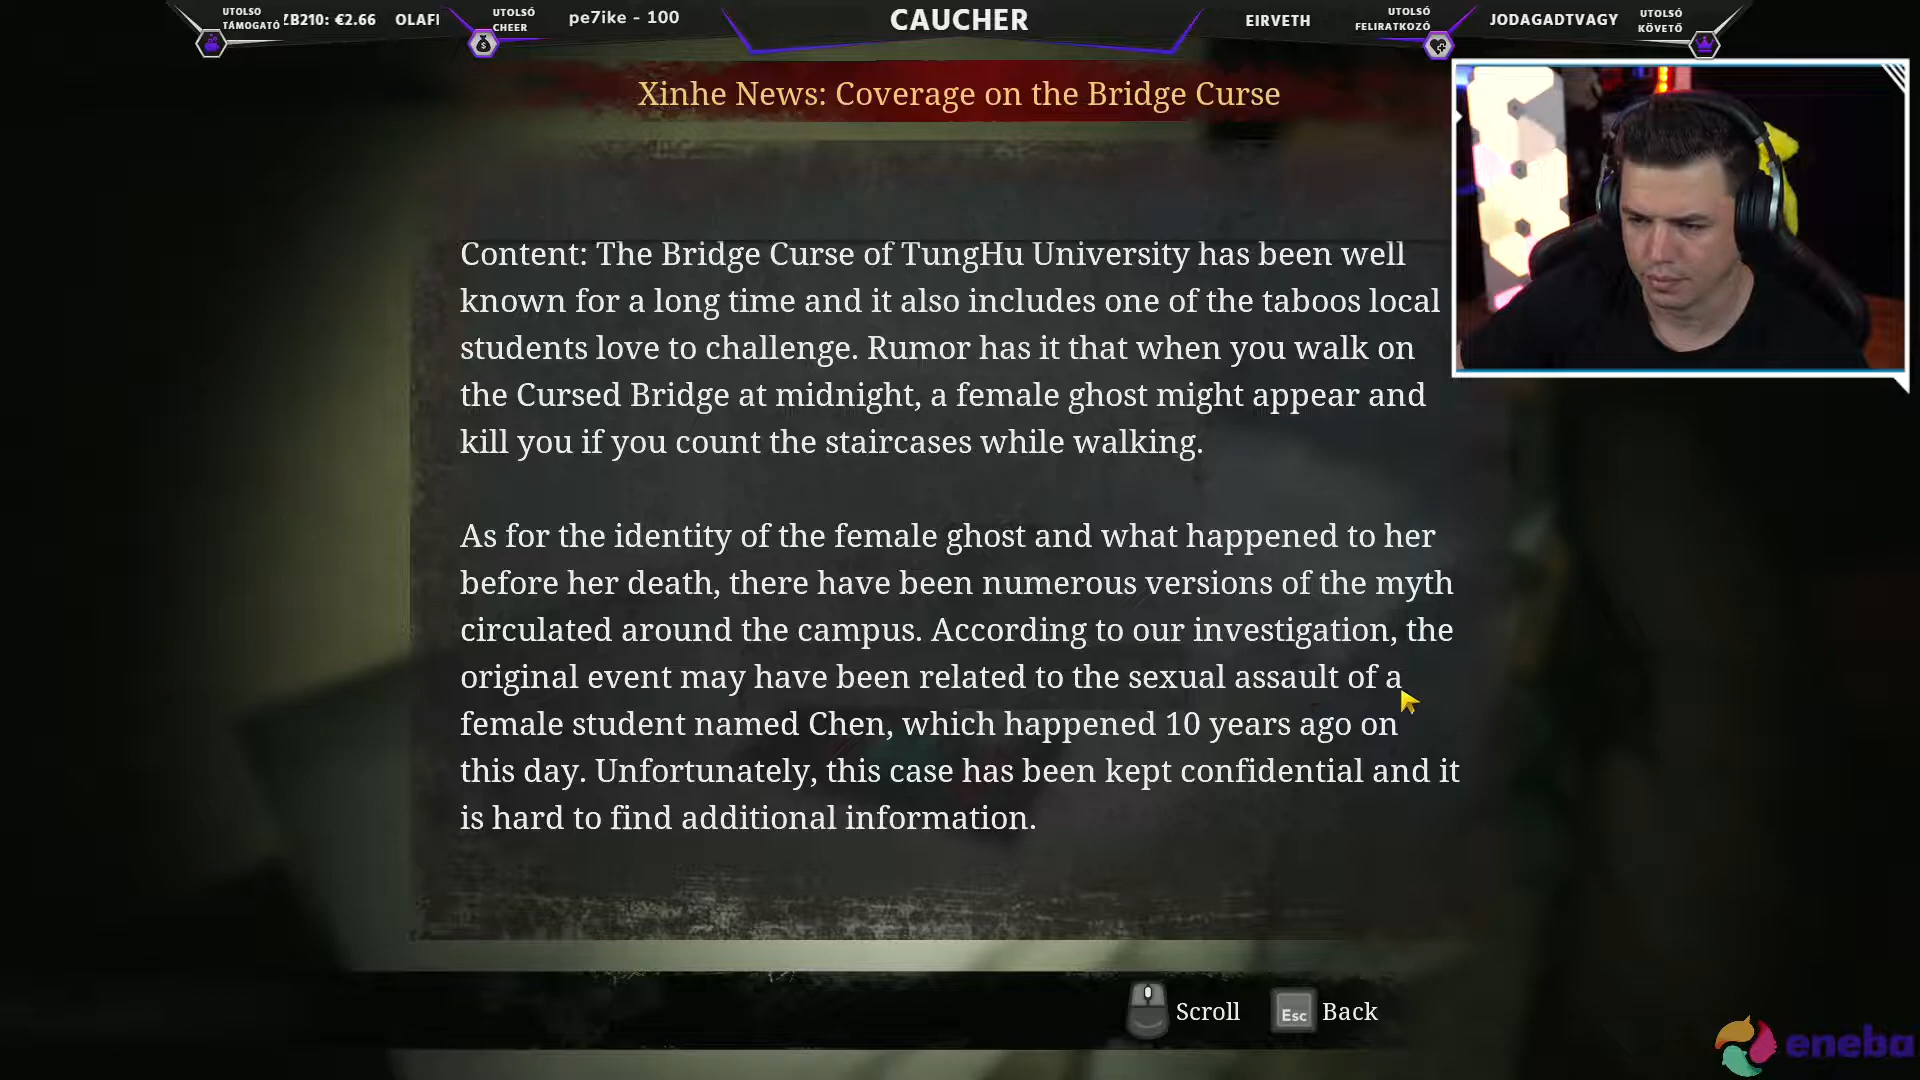 UTOLSO
TÁMOGATÓ
ZB210: €2.66 OLAFI
UTOLSÓ
CHEER
pe7ike - 100
CAUCHER
EIRVETH
UTOLSÓ
FELIRATKOZÓ
JODAGADTVAGY
UTOLSÓ
KÖVETŐ
Xinhe News: Coverage on the Bridge Curse
Content: The Bridge Curse of TungHu University has been well
known for a long time and it also includes one of the taboos local
students love to challenge. Rumor has it that when you walk on
the Cursed Bridge at midnight, a female ghost might appear and
kill you if you count the staircases while walking.
As for the identity of the female ghost and what happened to her
before her death, there have been numerous versions of the myth
circulated around the campus. According to our investigation, the
original event may have been related to the sexual assault of a
female student named Chen, which happened 10 years ago on
this day. Unfortunately, this case has been kept confidential and it
is hard to find additional information.
Scroll
Esc Back
eneba